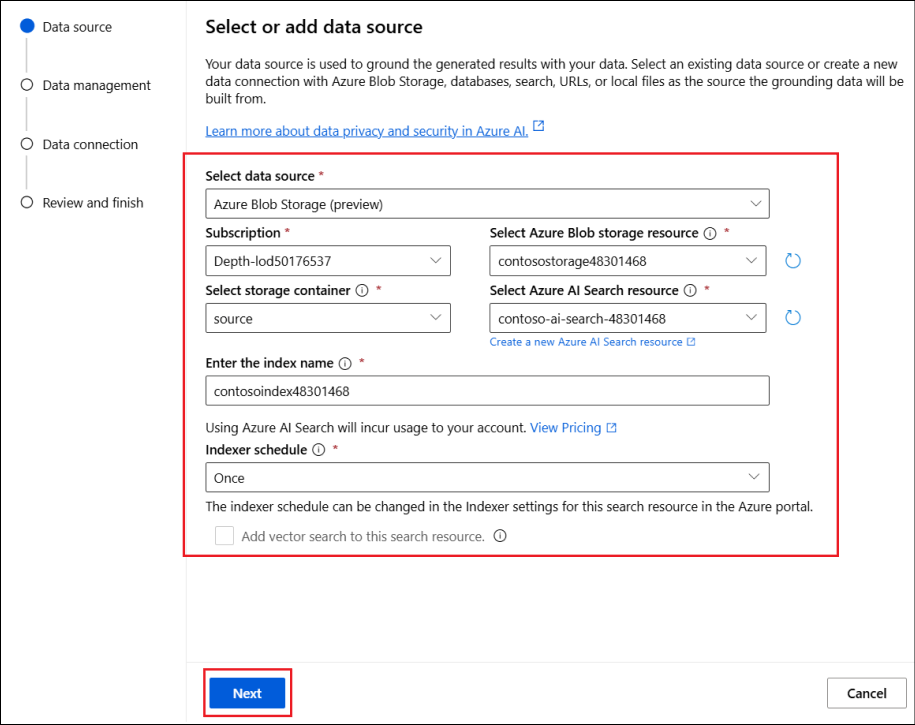 Data source
Data management
Data connection
Review and finish
Select or add data source
Your data source is used to ground the generated results with your data. Select an existing data source or create a new
data connection with Azure Blob Storage, databases, search, URLs, or local files as the source the grounding data will be
built from.
Learn more about data privacy and security in Azure AI.
Select data source *
Azure Blob Storage (preview)
Subscription *
Select Azure Blob storage resource *
Depth-lod50176537
contosostorage48301468
Select storage container *
Select Azure AI Search resource *
source
contoso-ai-search-48301468
Create a new Azure AI Search resource
Enter the index name *
contosoindex48301468
Using Azure AI Search will incur usage to your account. View Pricing
Indexer schedule *
Once
The indexer schedule can be changed in the Indexer settings for this search resource in the Azure portal.
Add vector search to this search resource.
Next
Cancel